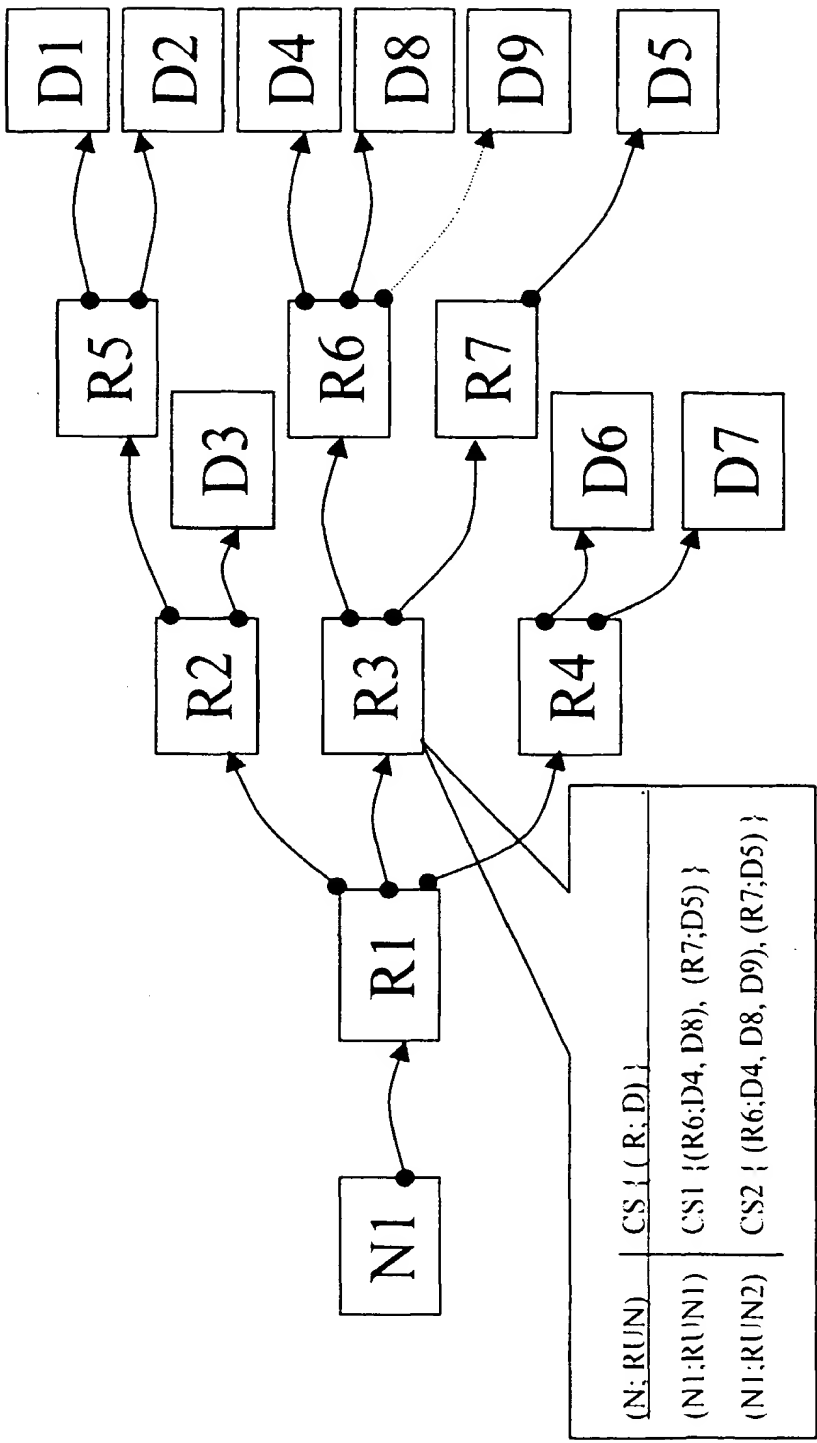 D1
R5
D2
R2
D3
D4
R6
D8
N1
R1
R3
R7
D9
R4
D6
D5
D7
(N; RUN) CS { ( R; D) }
(N1;RUN1) CS1 {(R6;D4, D8), (R7;D5) }
(N1;RUN2) CS2 { (R6;D4, D8, D9), (R7;D5) }